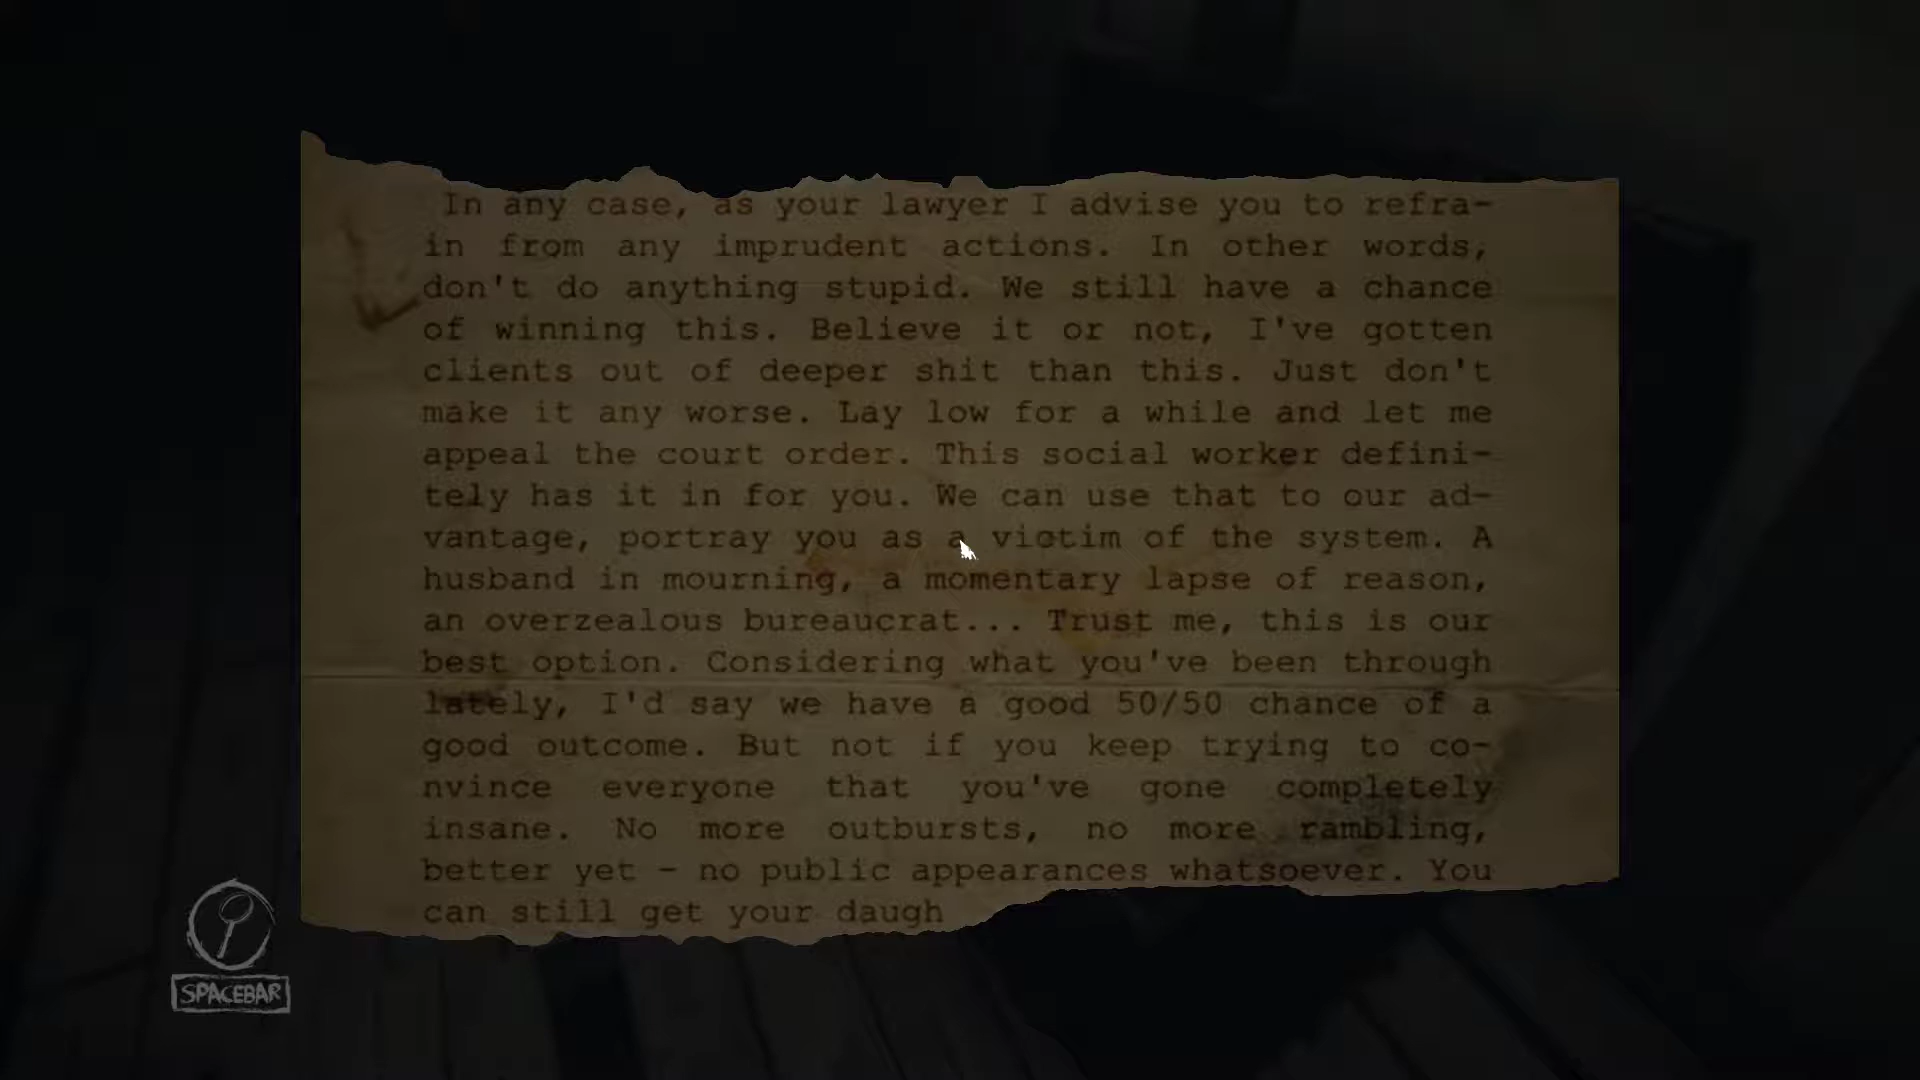 In any case, as your lawyer I advise you to refra-
in from any imprudent actions. In other words,
don't do anything stupid. We still have a chance
of winning this. Believe it or not, I've gotten
clients out of deeper shit than this. Just don't
make it any worse. Lay low for a while and let me
appeal the court order. This social worker defini-
tely has it in for you. We can use that to our ad-
vantage, portray you as a victim of the system. A
husband in mourning, a momentary lapse of reason,
an overzealous bureaucrat... Trust me, this is our
best option. Considering what you've been through
lately, I'd say we have a good 50/50 chance of a
good outcome. But not if you keep trying to co-
nvince everyone that you've gone completely
insane. No more outbursts, no more rambling,
better yet - no public appearances whatsoever. You
can still get your daugh
SPACEBAR